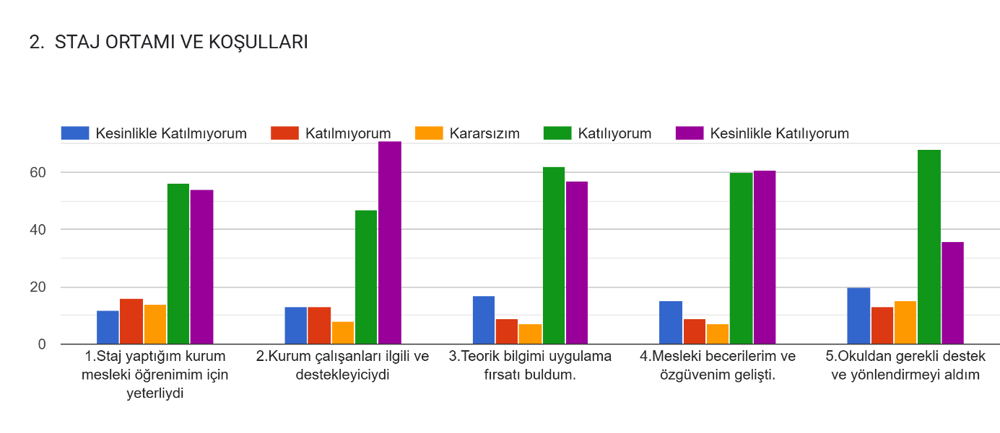 2. STAJ ORTAMI VE KOŞULLARI
Kesinlikle Katılmıyorum Katılmıyorum Kararsızım Katılıyorum Kesinlikle Katılıyorum
60
40
20
0
1.Staj yaptığım kurum
mesleki öğrenimim için
yeterliydi
2.Kurum çalışanları ilgili ve
destekleyiciydi
3.Teorik bilgimi uygulama
fırsatı buldum.
4.Mesleki becerilerim ve
özgüvenim gelişti.
5.Okuldan gerekli destek
ve yönlendirmeyi aldım